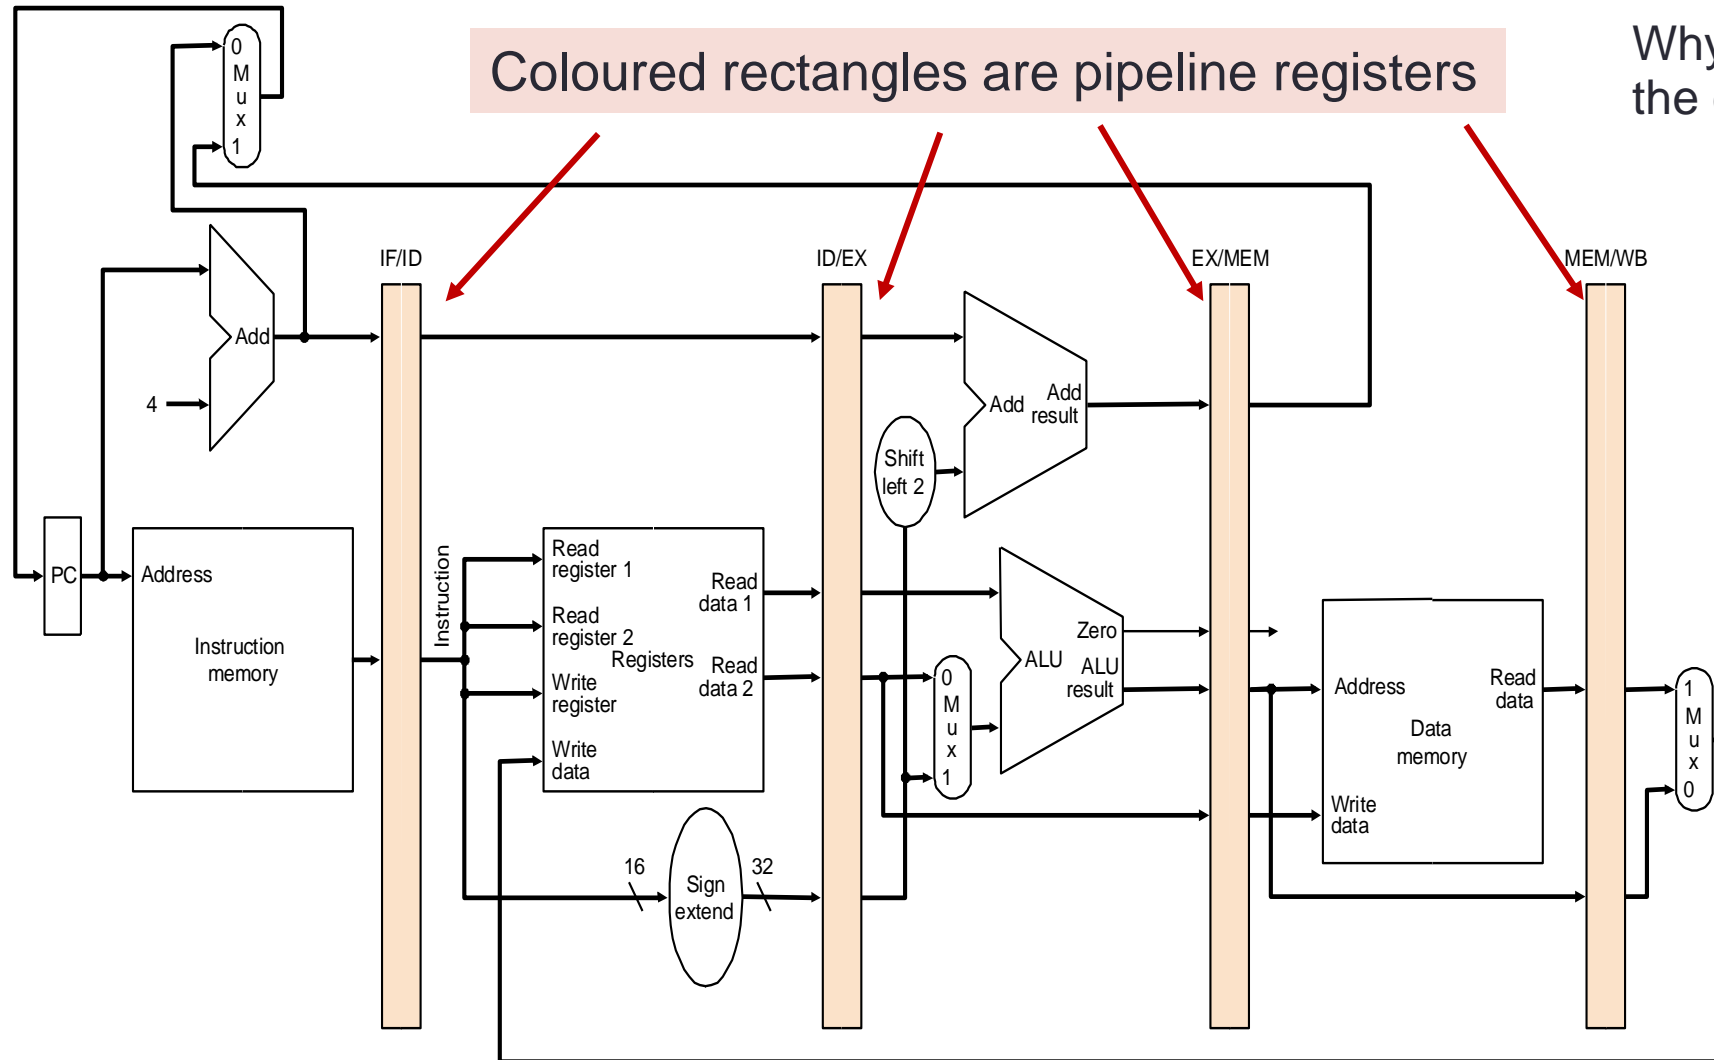 Coloured rectangles are pipeline registers
Why
the
0
M
u
x
1
IF/ID
ID/EX
EX/MEM
MEM/WB
Add
4
Add
Add
result
Shift
left 2
PC
Address
Instruction
memory
Instruction
Read
register 1
Read
register 2
Write
register
Write
data
Registers
Read
data 1
Read
data 2
16
Sign
extend
32
0
M
u
x
1
Zero
ALU
ALU
result
Address
Write
data
Data
memory
Read
data
1
M
u
x
0